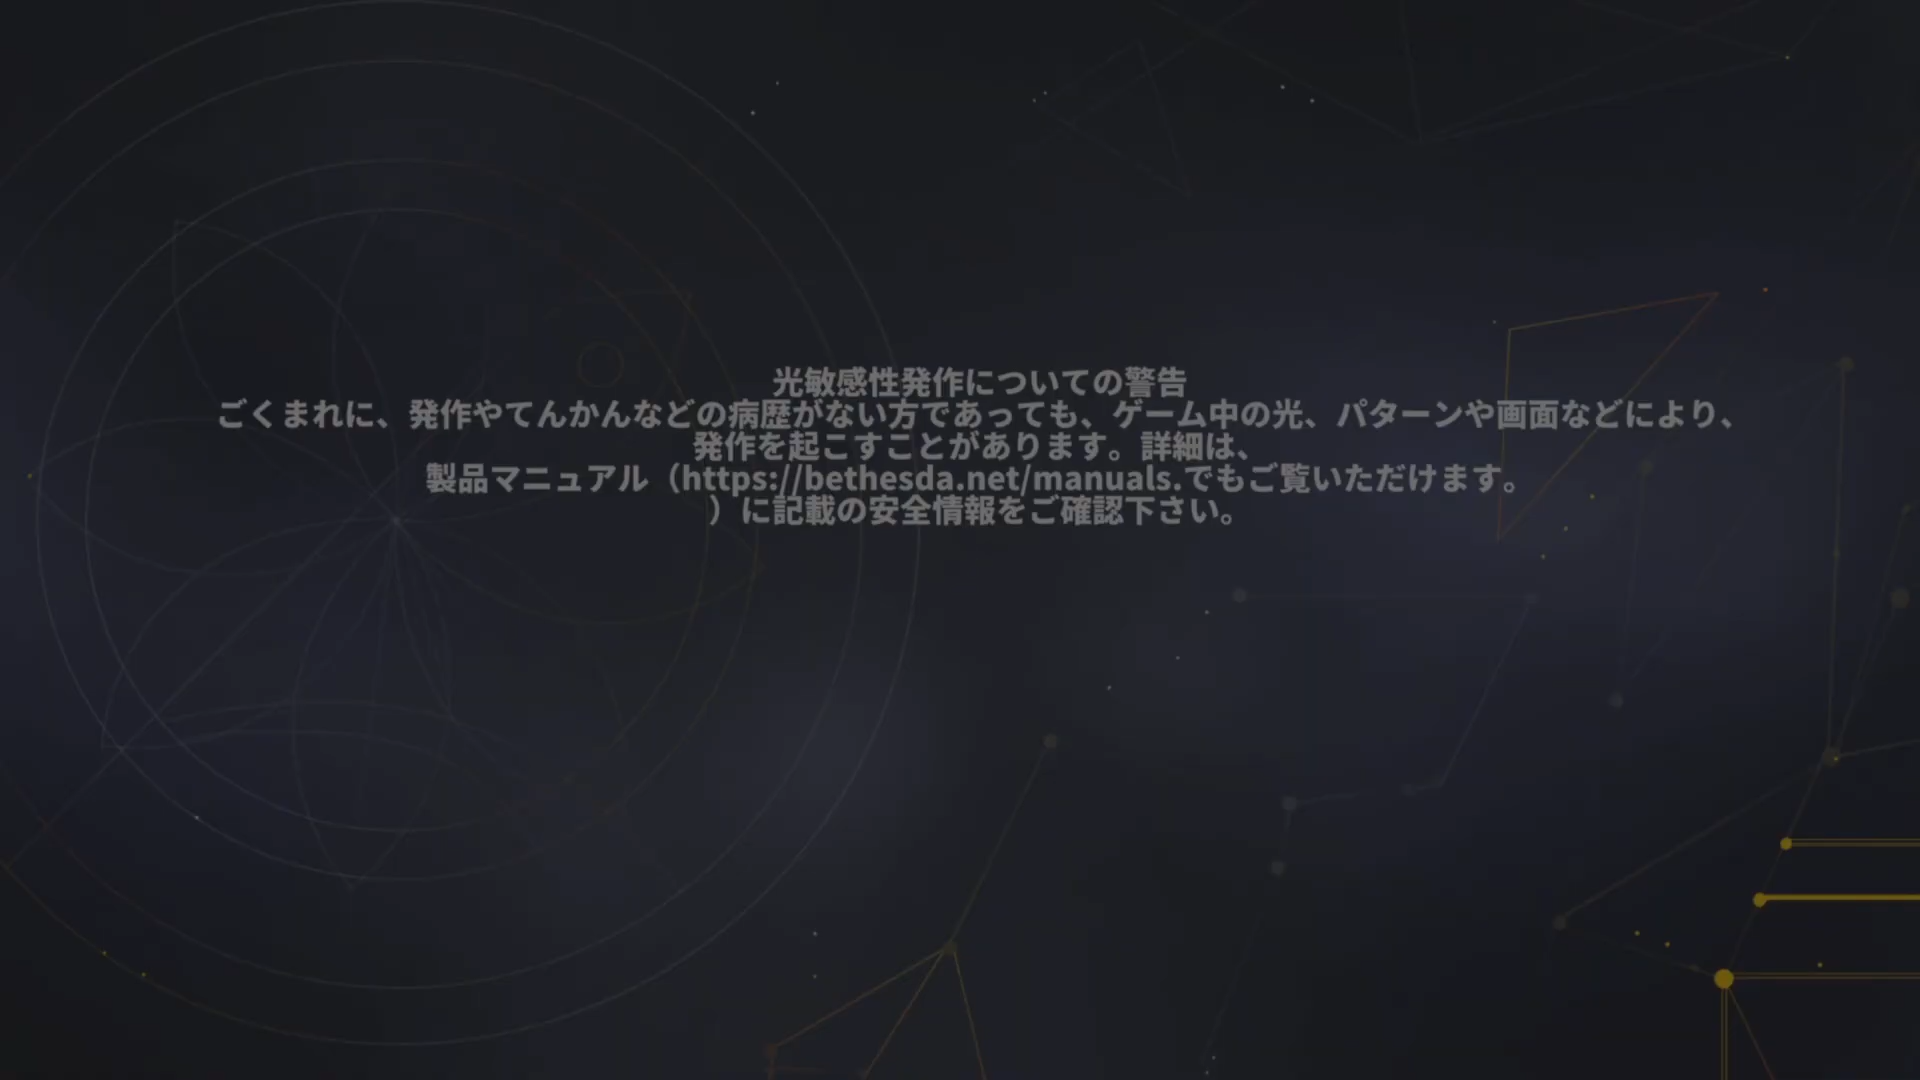 光敏感性発作についての警告
ごくまれに、発作やてんかんなどの病歴がない方であっても、ゲーム中の光、パターンや画面などにより、
発作を起こすことがあります。詳細は、
製品マニュアル（https://bethesda.net/manuals.でもご覧いただけます。
）に記載の安全情報をご確認下さい。